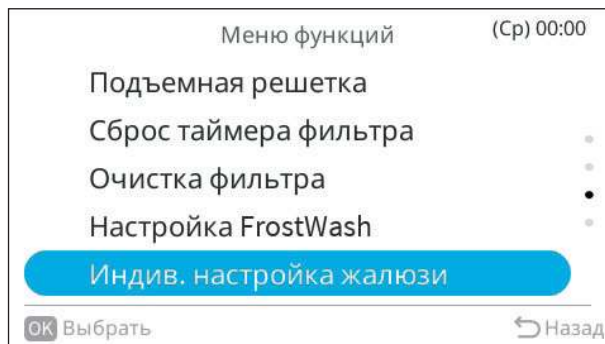 Меню функций
(Ср) 00:00
Подъемная решетка
Сброс таймера фильтра
Очистка фильтра
Настройка FrostWash
Индив. настройка жалюзи
OK Выбрать
Назад